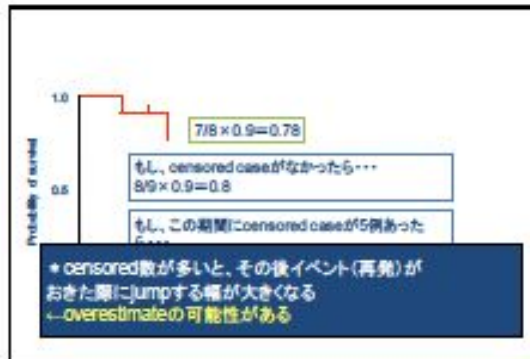 1.0
7/8×0.9=0.78
もし、censored caseがなかったら・・・
8/9×0.9=0.8
Probability of survival
0.5
もし、この期間にcensored caseが5例あった
ら・・・
*censored数が多いと、その後イベント(再発)が
おきた際にjumpする幅が大きくなる
←overestimateの可能性がある